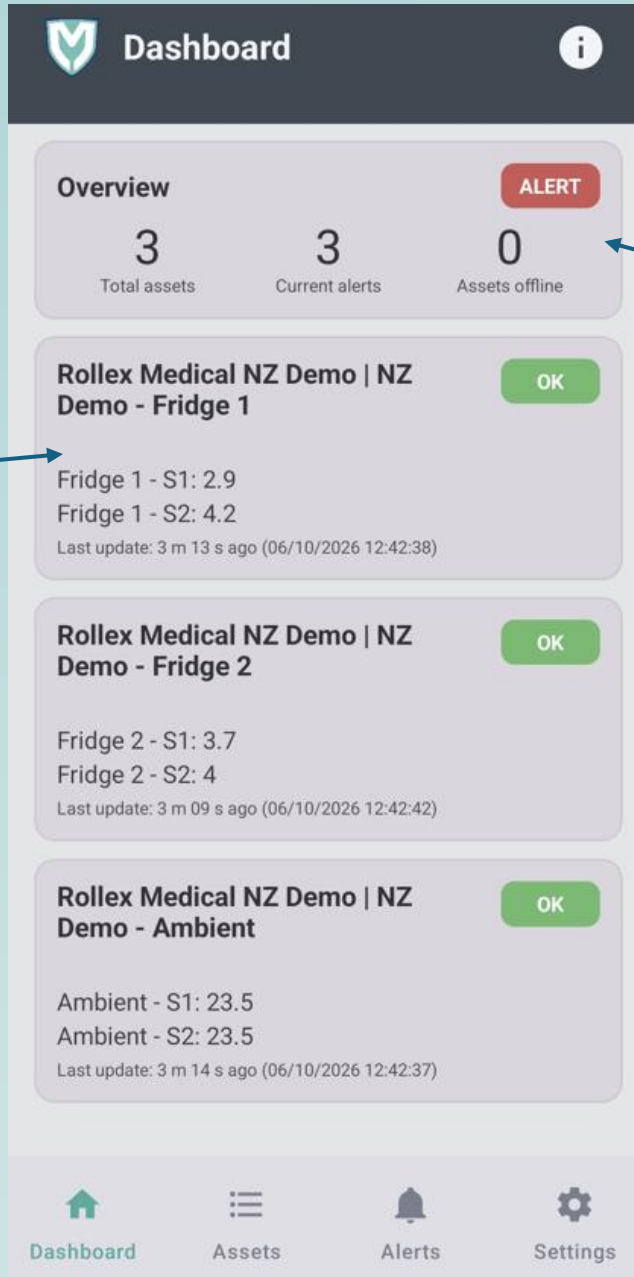 Dashboard
i
Overview
ALERT
3
3
0
Total assets
Current alerts
Assets offline
Rollex Medical NZ Demo | NZ
Demo - Fridge 1
OK
Fridge 1 - S1: 2.9
Fridge 1 - S2: 4.2
Last update: 3 m 13 s ago (06/10/2026 12:42:38)
Rollex Medical NZ Demo | NZ
Demo - Fridge 2
OK
Fridge 2 - S1: 3.7
Fridge 2 - S2: 4
Last update: 3 m 09 s ago (06/10/2026 12:42:42)
Rollex Medical NZ Demo | NZ
Demo - Ambient
OK
Ambient - S1: 23.5
Ambient - S2: 23.5
Last update: 3 m 14 s ago (06/10/2026 12:42:37)
Dashboard
Assets
Alerts
Settings